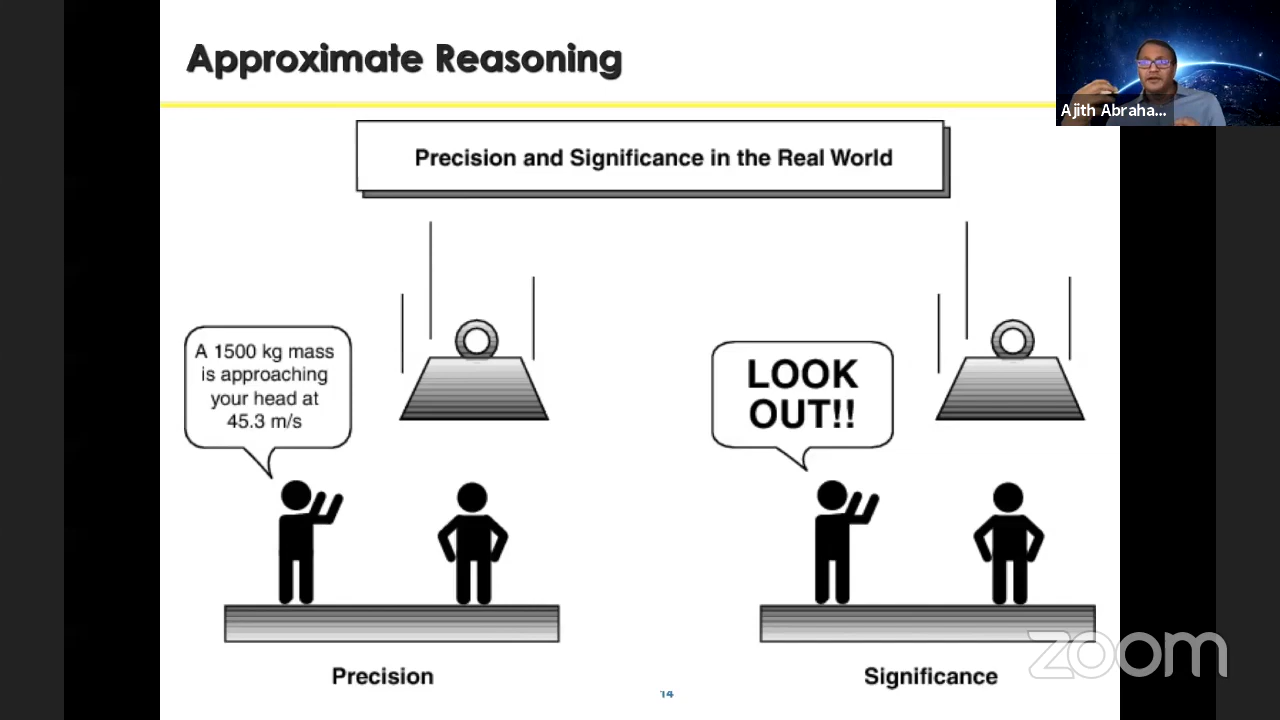 Approximate Reasoning
Ajith Abraha...
Precision and Significance in the Real World
A 1500 kg mass
is approaching
your head at
45.3 m/s
LOOK
OUT!!
Precision
Significance
14
zoom